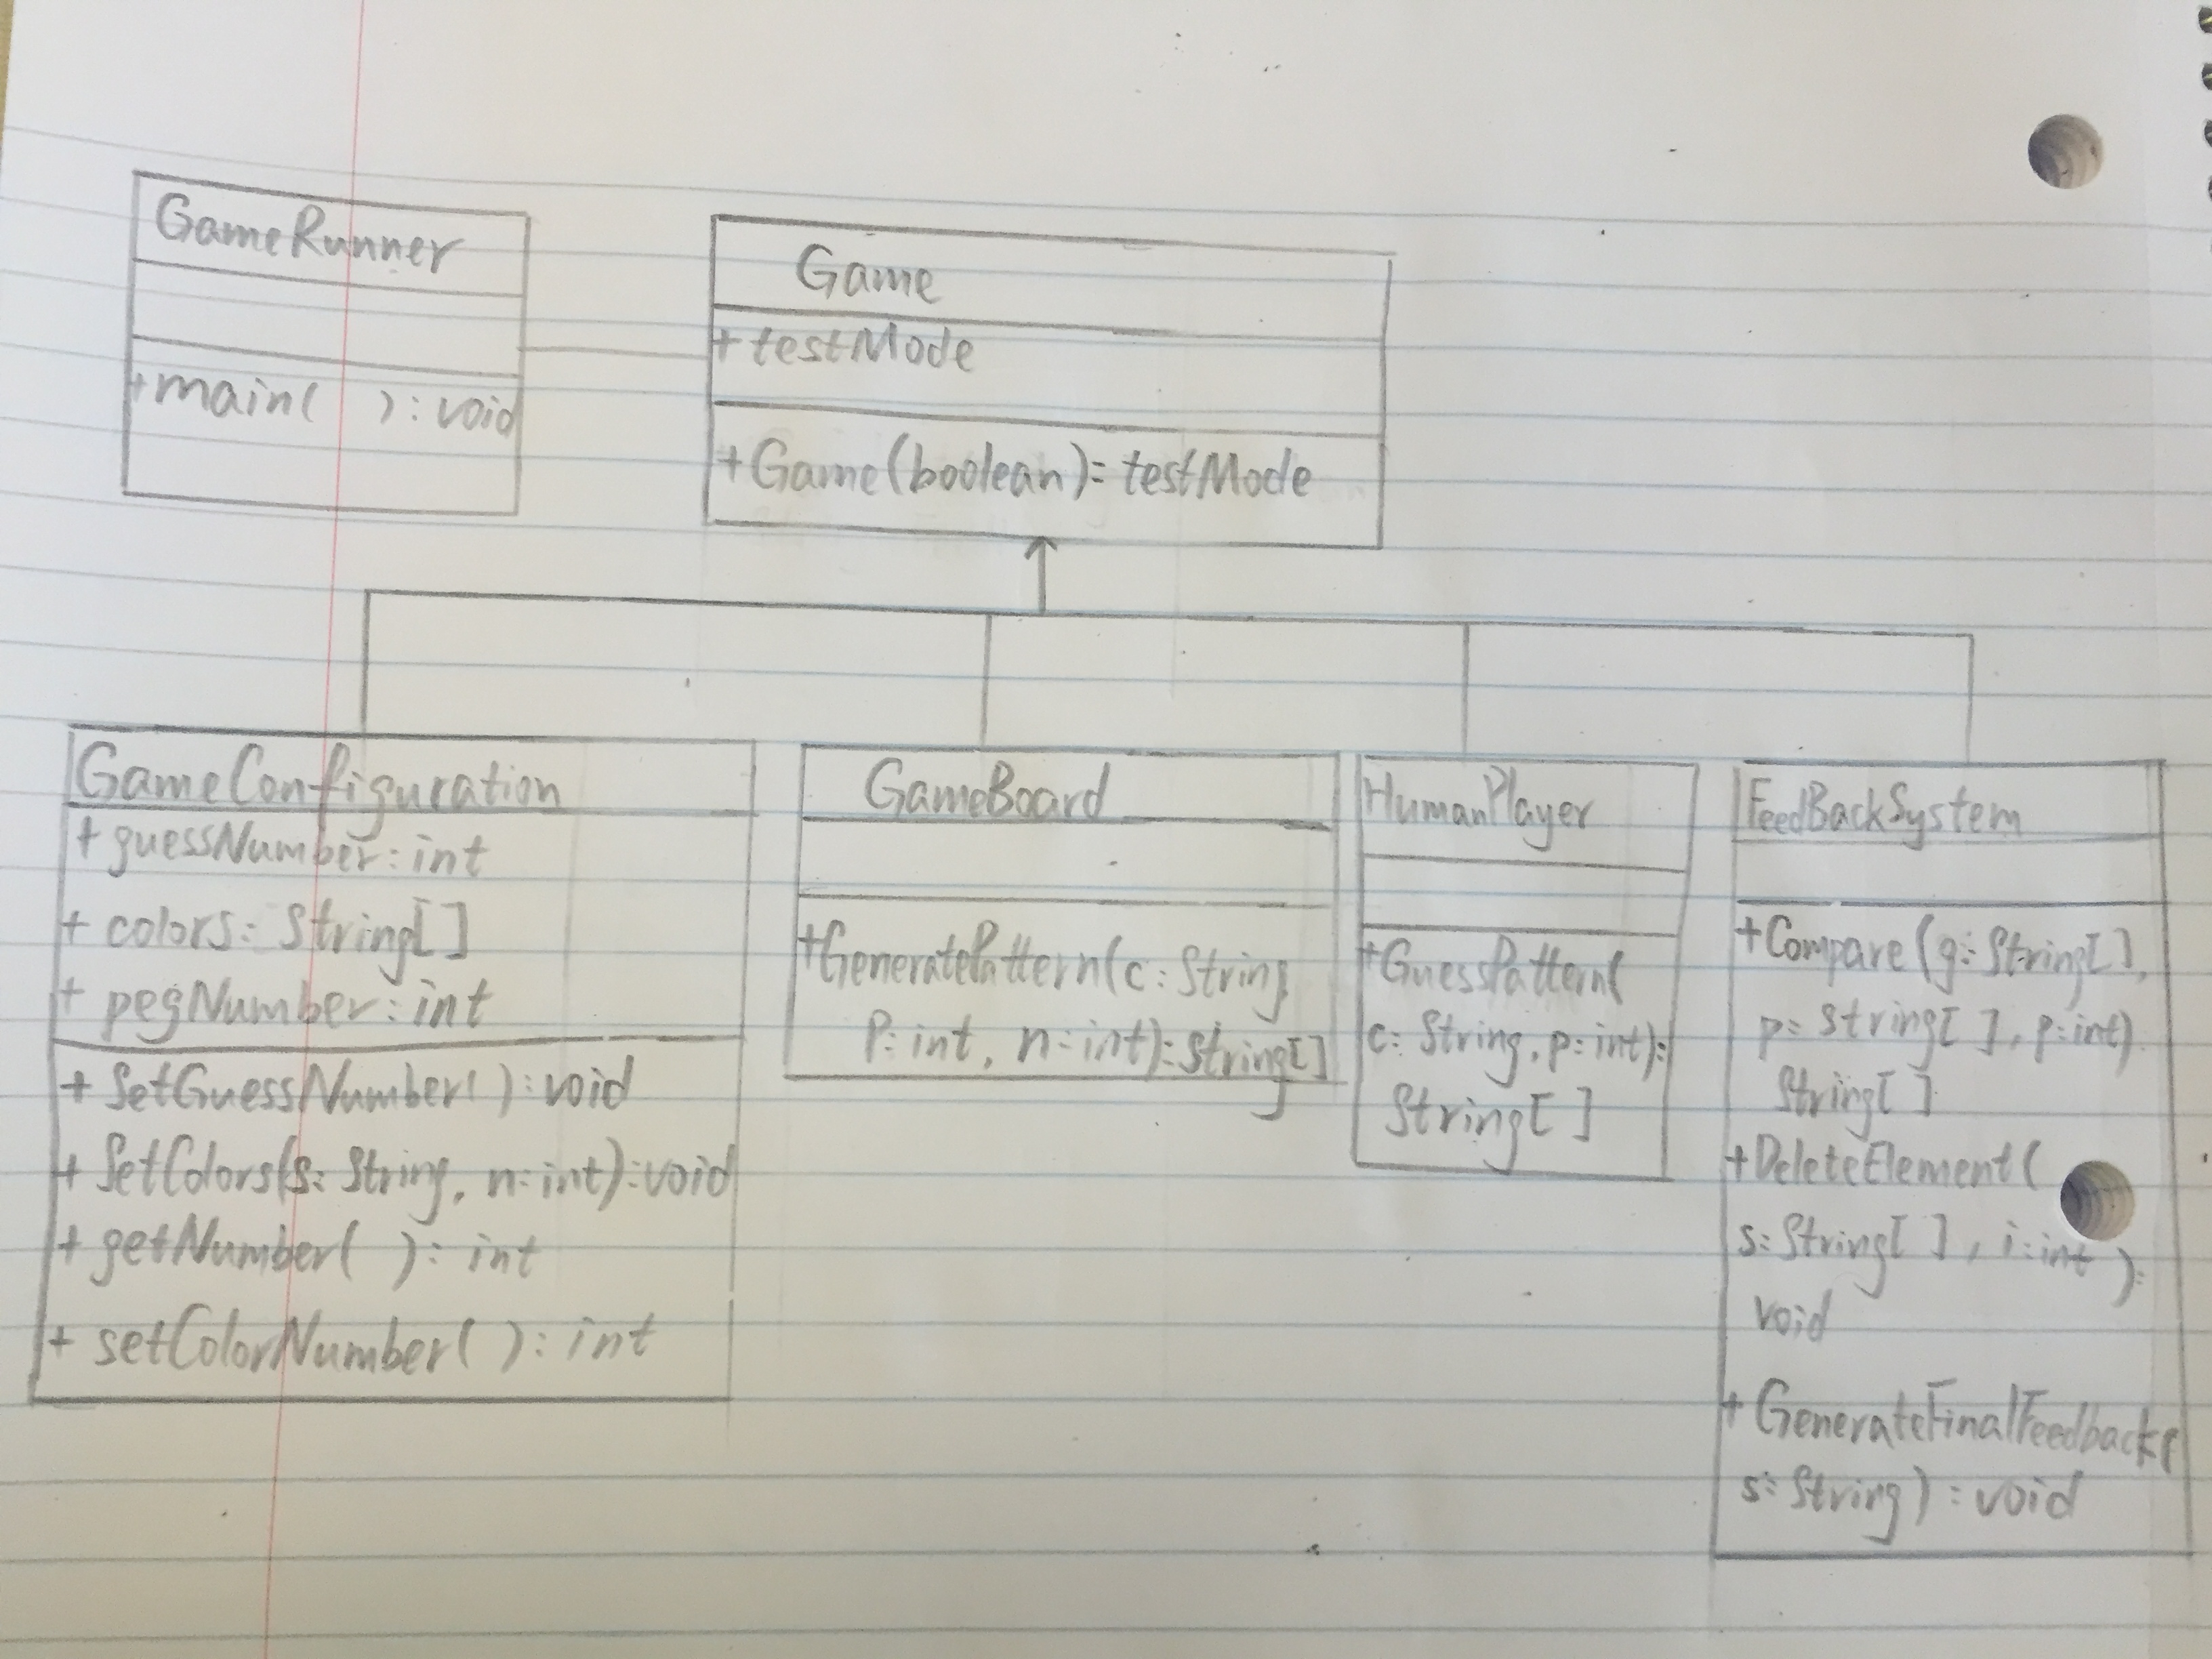 GameRunner
+main( ): void
Game
+ testMode
+Game(boolean): testMode
GameConfiguration
+guessNumber: int
+ colors: String[]
+ pegNumber: int
+ SetGuessNumber( ): void
+ SetColors(s: String, n: int): void
+ getNumber( ): int
+ setColorNumber( ): int
GameBoard
+GeneratePattern(c: String,
P: int, n: int): String[]
HumanPlayer
+GuessPattern(
c: String, p: int):
String[]
FeedBackSystem
+Compare(g: String[],
p: String[], p: int)
String[]
+DeleteElement(
s: String[], i: int ):
void
+GenerateFinalFeedback(
s: String): void